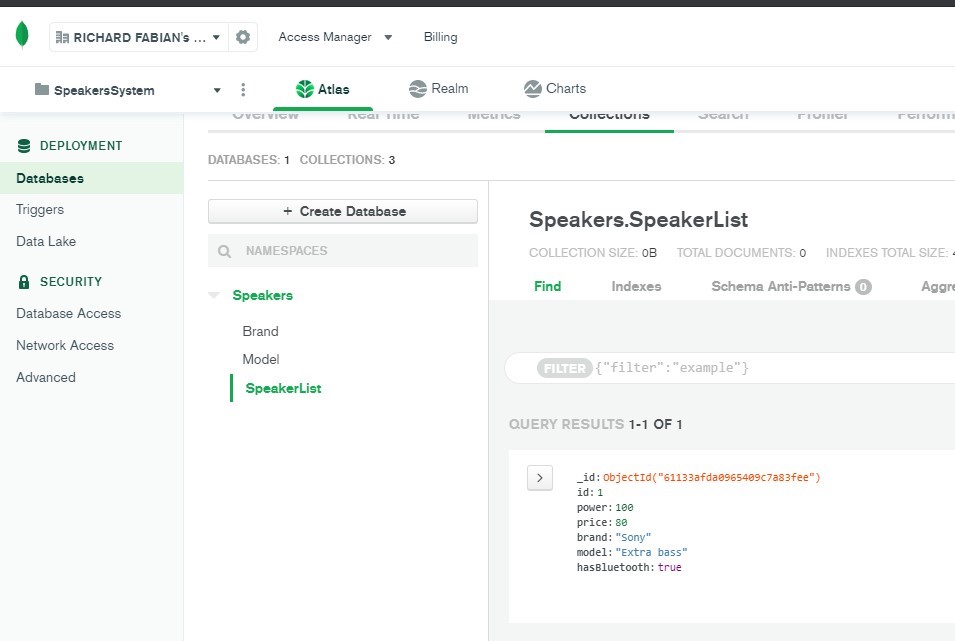 RICHARD FABIAN's ...
Access Manager
Billing
SpeakersSystem
Atlas
Realm
Charts
Overview Real Time Metrics Collections Search Profiler Perform
DEPLOYMENT
Databases
Triggers
Data Lake
SECURITY
Database Access
Network Access
Advanced
DATABASES: 1 COLLECTIONS: 3
+ Create Database
NAMESPACES
Speakers
Brand
Model
SpeakerList
Speakers.SpeakerList
COLLECTION SIZE: 0B TOTAL DOCUMENTS: 0 INDEXES TOTAL SIZE: 4
Find Indexes Schema Anti-Patterns 0 Aggre
FILTER {"filter":"example"}
QUERY RESULTS 1-1 OF 1
_id: ObjectId("61133afda0965409c7a83fee")
id: 1
power: 100
price: 80
brand: "Sony"
model: "Extra bass"
hasBluetooth: true